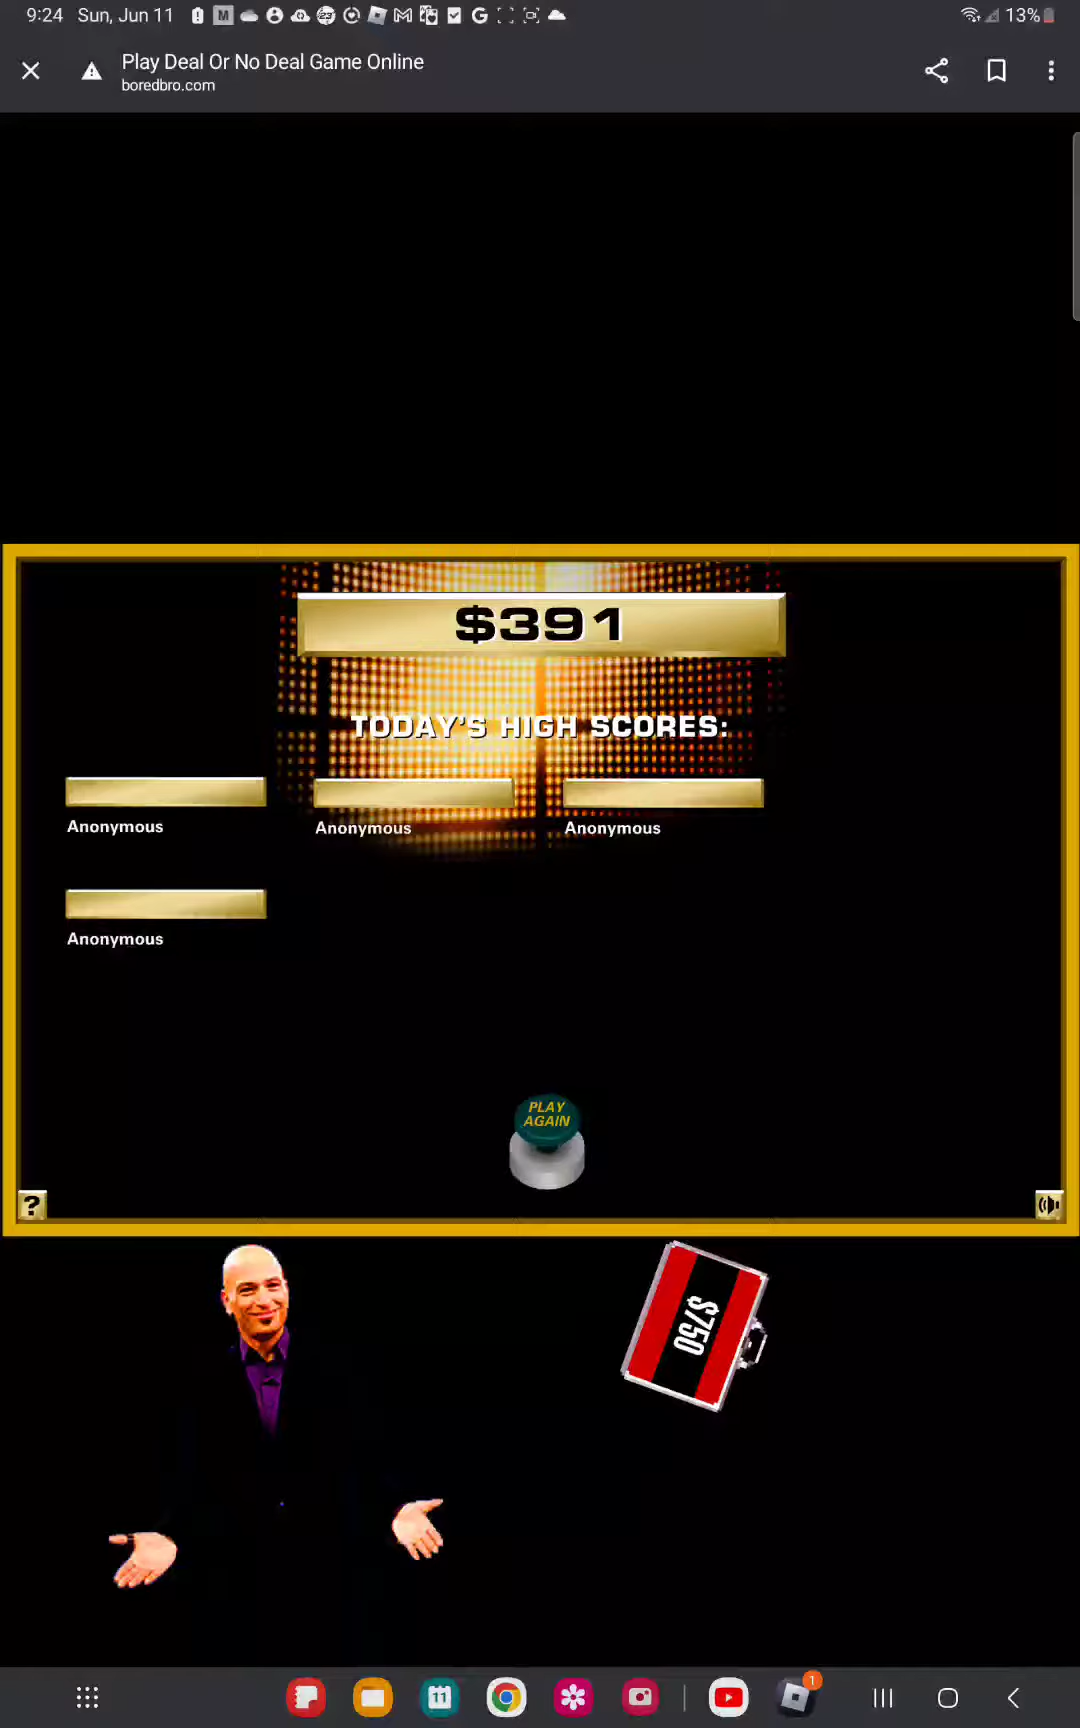 9:24 Sun, Jun 11
13%
Play Deal Or No Deal Game Online
boredbro.com
$391
TODAY'S HIGH SCORES:
Anonymous
Anonymous
Anonymous
Anonymous
PLAY
AGAIN
?
$750
11
1